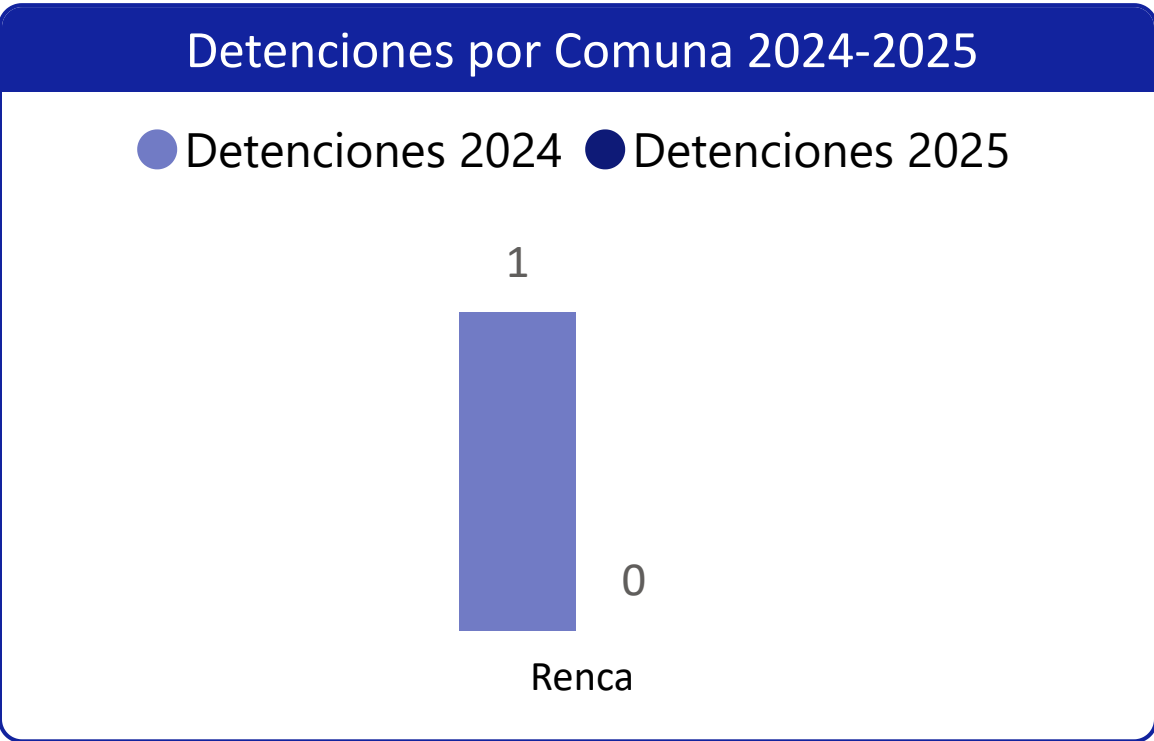 Detenciones por Comuna 2024-2025
Detenciones 2024 Detenciones 2025
1
0
Renca